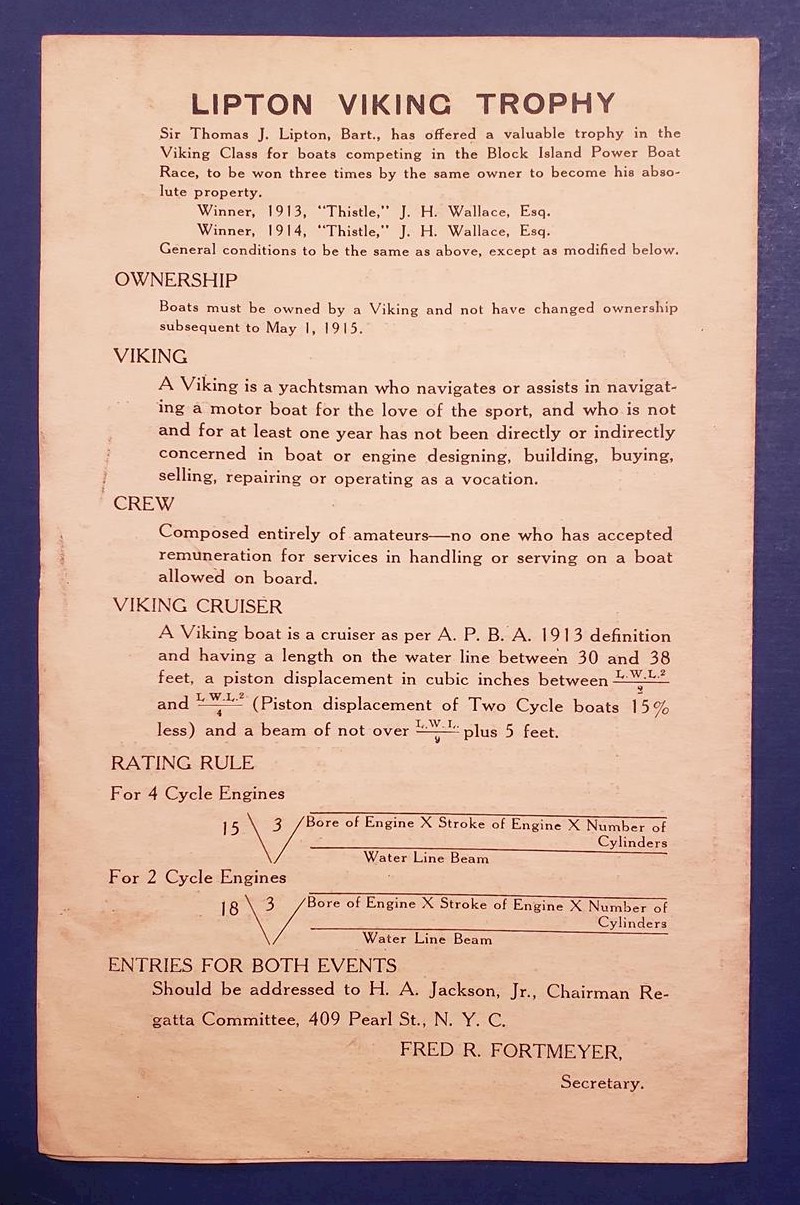 LIPTON VIKING TROPHY
Sir Thomas J. Lipton, Bart., has offered a valuable trophy in the
Viking Class for boats competing in the Block Island Power Boat
Race, to be won three times by the same owner to become his abso-
lute property.
Winner, 1913, "Thistle," J. H. Wallace, Esq.
Winner, 1914, "Thistle," J. H. Wallace, Esq.
General conditions to be the same as above, except as modified below.
OWNERSHIP
Boats must be owned by a Viking and not have changed ownership
subsequent to May 1, 1915.
VIKING
A Viking is a yachtsman who navigates or assists in navigat-
ing a motor boat for the love of the sport, and who is not
and for at least one year has not been directly or indirectly
concerned in boat or engine designing, building, buying,
selling, repairing or operating as a vocation.
CREW
Composed entirely of amateurs—no one who has accepted
remuneration for services in handling or serving on a boat
allowed on board.
VIKING CRUISER
A Viking boat is a cruiser as per A. P. B. A. 1913 definition
and having a length on the water line between 30 and 38
feet, a piston displacement in cubic inches between L.W.L.²
and L.W.L.²/4 (Piston displacement of Two Cycle boats 15%
less) and a beam of not over L.W.L./9 plus 5 feet.
RATING RULE
For 4 Cycle Engines
15 3 Bore of Engine X Stroke of Engine X Number of
Cylinders
Water Line Beam
For 2 Cycle Engines
18 3 Bore of Engine X Stroke of Engine X Number of
Cylinders
Water Line Beam
ENTRIES FOR BOTH EVENTS
Should be addressed to H. A. Jackson, Jr., Chairman Re-
gatta Committee, 409 Pearl St., N. Y. C.
FRED R. FORTMEYER,
Secretary.